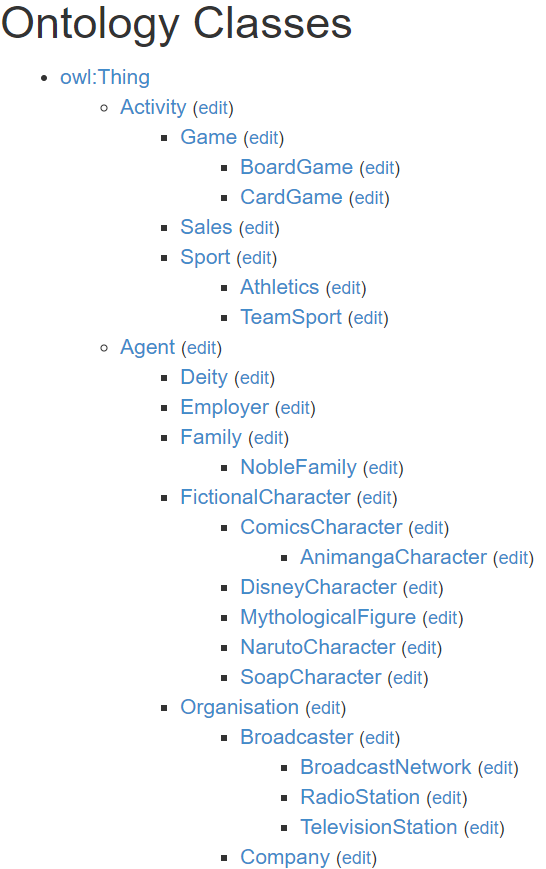 Ontology Classes
owl:Thing
Activity (edit)
Game (edit)
BoardGame (edit)
CardGame (edit)
Sales (edit)
Sport (edit)
Athletics (edit)
TeamSport (edit)
Agent (edit)
Deity (edit)
Employer (edit)
Family (edit)
NobleFamily (edit)
FictionalCharacter (edit)
ComicsCharacter (edit)
AnimangaCharacter (edit)
DisneyCharacter (edit)
MythologicalFigure (edit)
NarutoCharacter (edit)
SoapCharacter (edit)
Organisation (edit)
Broadcaster (edit)
BroadcastNetwork (edit)
RadioStation (edit)
TelevisionStation (edit)
Company (edit)